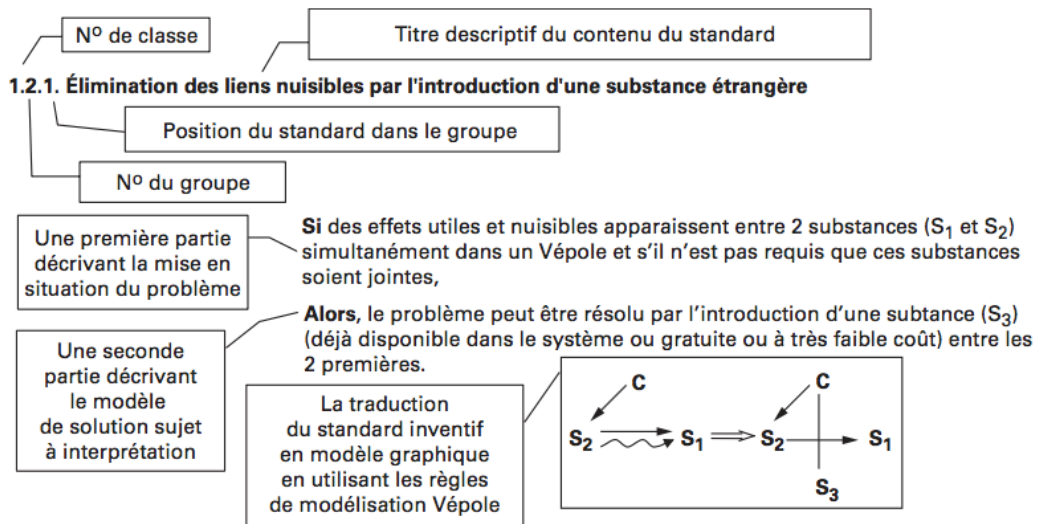 Nº de classe
Titre descriptif du contenu du standard
1.2.1. Élimination des liens nuisibles par l'introduction d'une substance étrangère
Position du standard dans le groupe
Nº du groupe
Une première partie
décrivant la mise en
situation du problème
Si des effets utiles et nuisibles apparaissent entre 2 substances (S₁ et S₂)
simultanément dans un Vépole et s’il n’est pas requis que ces substances
soient jointes,
Alors, le problème peut être résolu par l’introduction d’une subtance (S₃)
(déjà disponible dans le système ou gratuite ou à très faible coût) entre les
2 premières.
Une seconde
partie décrivant
le modèle
de solution sujet
à interprétation
La traduction
du standard inventif
en modèle graphique
en utilisant les règles
de modélisation Vépole
C C
S₂ S₁ S₂ S₁
S₃